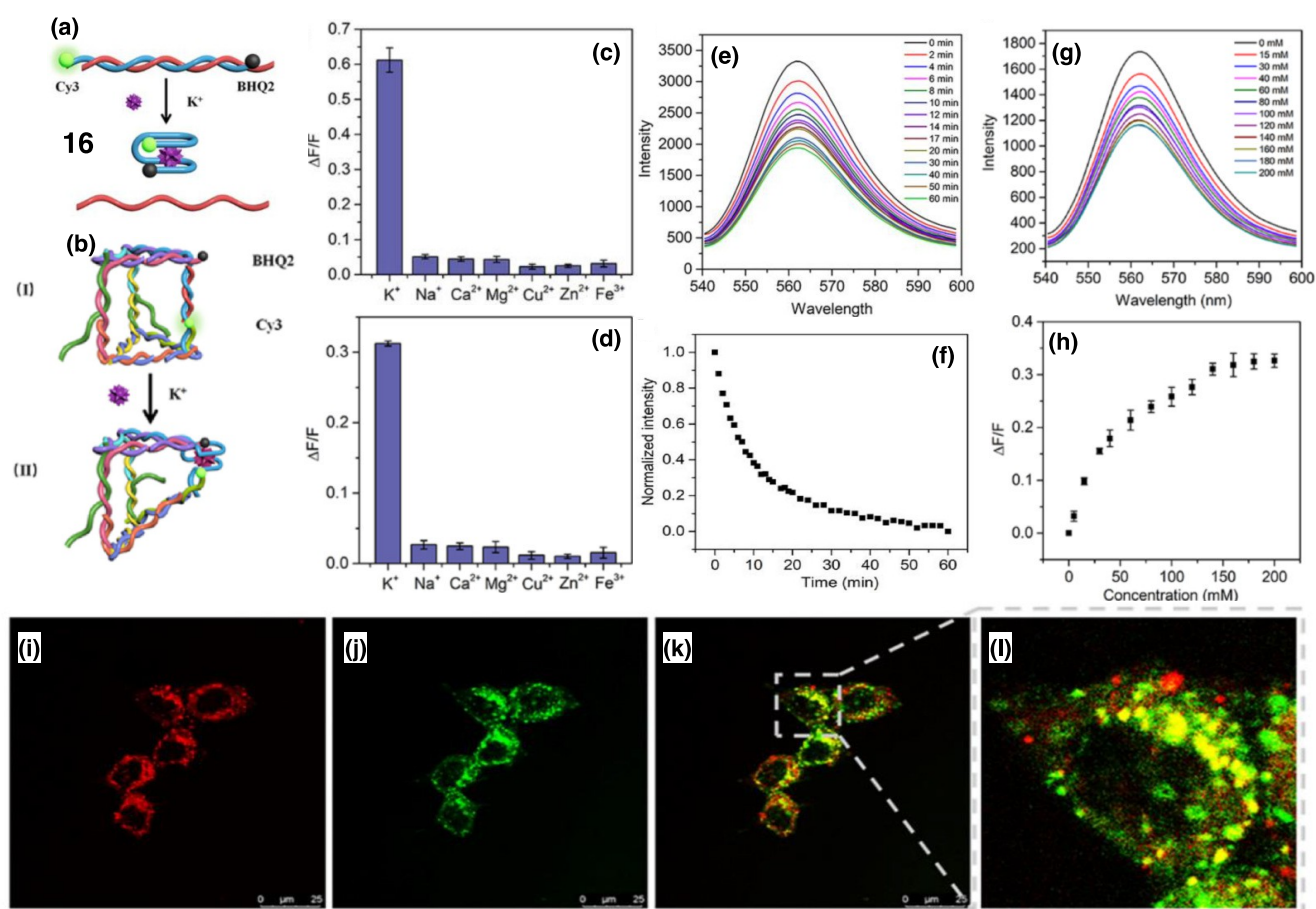 (a)
Cy3
BHQ2
K⁺
16
(b)
BHQ2
(I)
Cy3
K⁺
(II)
(c)
0.7
0.6
0.5
0.4
0.3
0.2
0.1
0.0
ΔF/F
K⁺ Na⁺ Ca²⁺ Mg²⁺ Cu²⁺ Zn²⁺ Fe³⁺
(d)
0.3
0.2
0.1
0.0
ΔF/F
K⁺ Na⁺ Ca²⁺ Mg²⁺ Cu²⁺ Zn²⁺ Fe³⁺
(e)
3500
3000
2500
2000
1500
1000
500
0
Intensity
540 550 560 570 580 590 600
Wavelength
0 min
2 min
4 min
6 min
8 min
10 min
12 min
14 min
17 min
20 min
30 min
40 min
50 min
60 min
(f)
1.0
0.8
0.6
0.4
0.2
0.0
Normalized intensity
0 10 20 30 40 50 60
Time (min)
(g)
1800
1600
1400
1200
1000
800
600
400
200
Intensity
540 550 560 570 580 590 600
Wavelength (nm)
0 mM
15 mM
30 mM
40 mM
60 mM
80 mM
100 mM
120 mM
140 mM
160 mM
180 mM
200 mM
(h)
0.4
0.3
0.2
0.1
0.0
ΔF/F
0 50 100 150 200
Concentration (mM)
(i)
0 µm 25
(j)
0 µm 25
(k)
0 µm 25
(l)